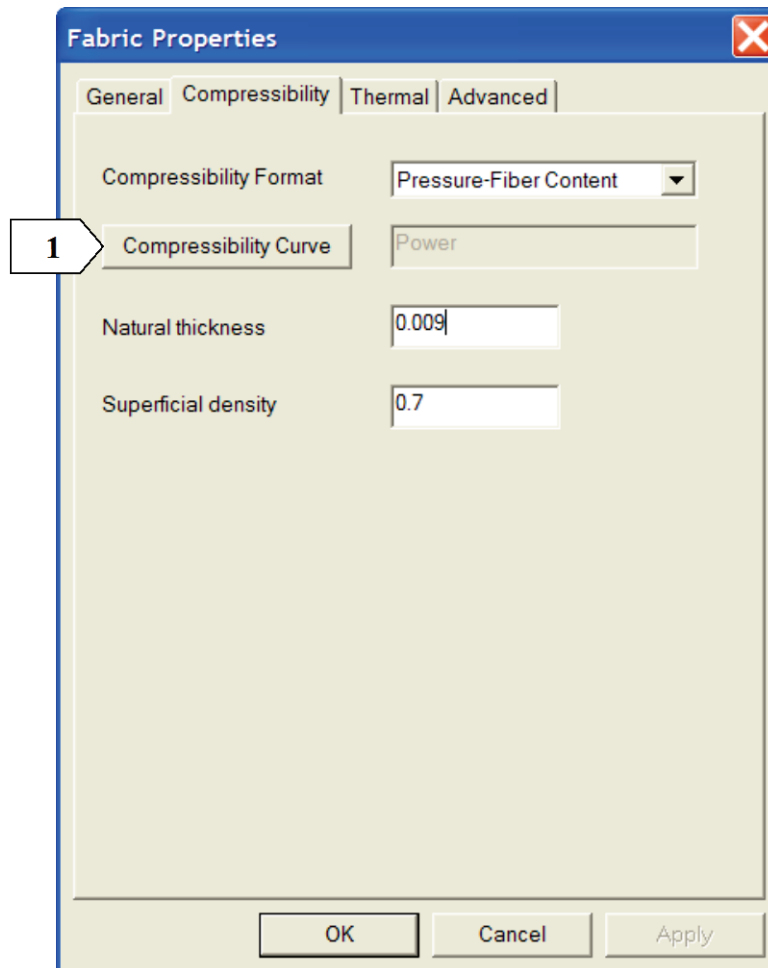 Fabric Properties
General Compressibility Thermal Advanced
Compressibility Format Pressure-Fiber Content
1 Compressibility Curve Power
Natural thickness 0.009
Superficial density 0.7
OK Cancel Apply